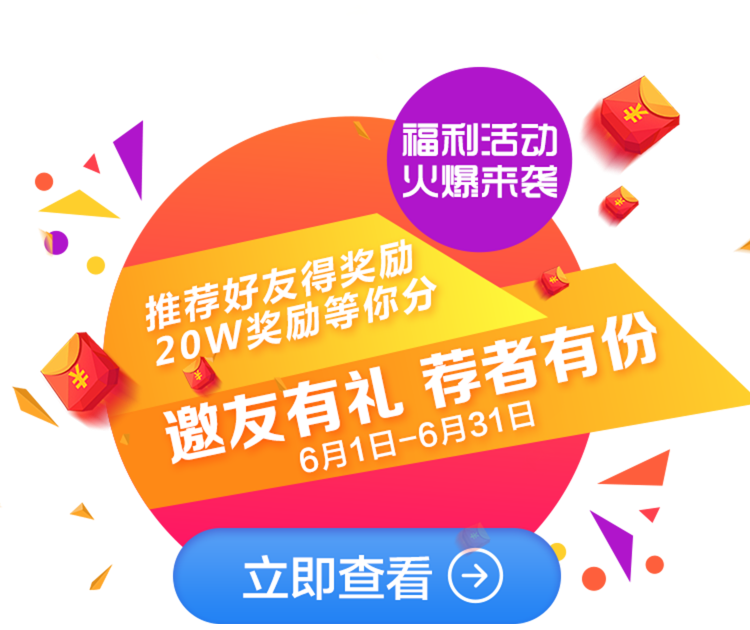 福利活动
火爆来袭
推荐好友得奖励
20W奖励等你分
邀友有礼 荐者有份
6月1日-6月31日
立即查看